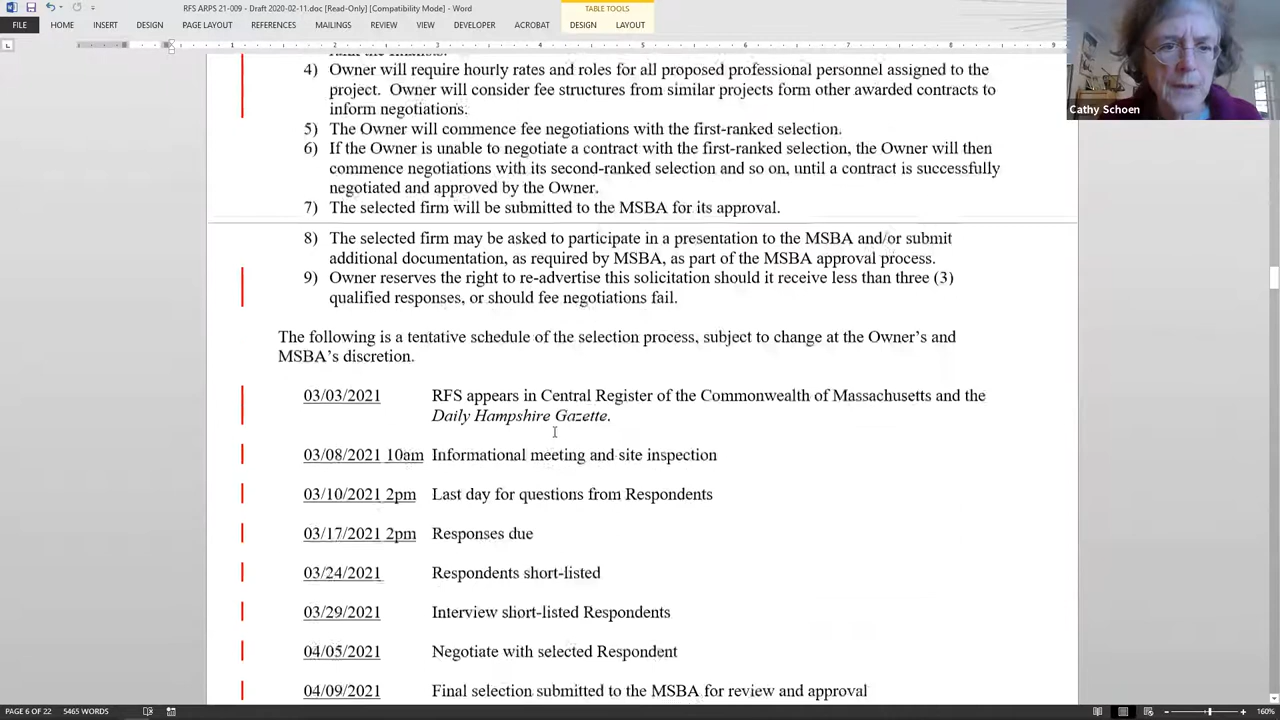 RFS ARPS 21-009 - Draft 2020-02-11.doc [Read-Only] [Compatibility Mode] - Word
TABLE TOOLS
FILE HOME INSERT DESIGN PAGE LAYOUT REFERENCES MAILINGS REVIEW VIEW DEVELOPER ACROBAT DESIGN LAYOUT
1 1 2 3 4 5 6 7 8
Cathy Schoen
4) Owner will require hourly rates and roles for all proposed professional personnel assigned to the
project. Owner will consider fee structures from similar projects form other awarded contracts to
inform negotiations.
5) The Owner will commence fee negotiations with the first-ranked selection.
6) If the Owner is unable to negotiate a contract with the first-ranked selection, the Owner will then
commence negotiations with its second-ranked selection and so on, until a contract is successfully
negotiated and approved by the Owner.
7) The selected firm will be submitted to the MSBA for its approval.
8) The selected firm may be asked to participate in a presentation to the MSBA and/or submit
additional documentation, as required by MSBA, as part of the MSBA approval process.
9) Owner reserves the right to re-advertise this solicitation should it receive less than three (3)
qualified responses, or should fee negotiations fail.
The following is a tentative schedule of the selection process, subject to change at the Owner's and
MSBA's discretion.
03/03/2021 RFS appears in Central Register of the Commonwealth of Massachusetts and the
Daily Hampshire Gazette.
03/08/2021 10am Informational meeting and site inspection
03/10/2021 2pm Last day for questions from Respondents
03/17/2021 2pm Responses due
03/24/2021 Respondents short-listed
03/29/2021 Interview short-listed Respondents
04/05/2021 Negotiate with selected Respondent
04/09/2021 Final selection submitted to the MSBA for review and approval
PAGE 6 OF 22 5465 WORDS 160%